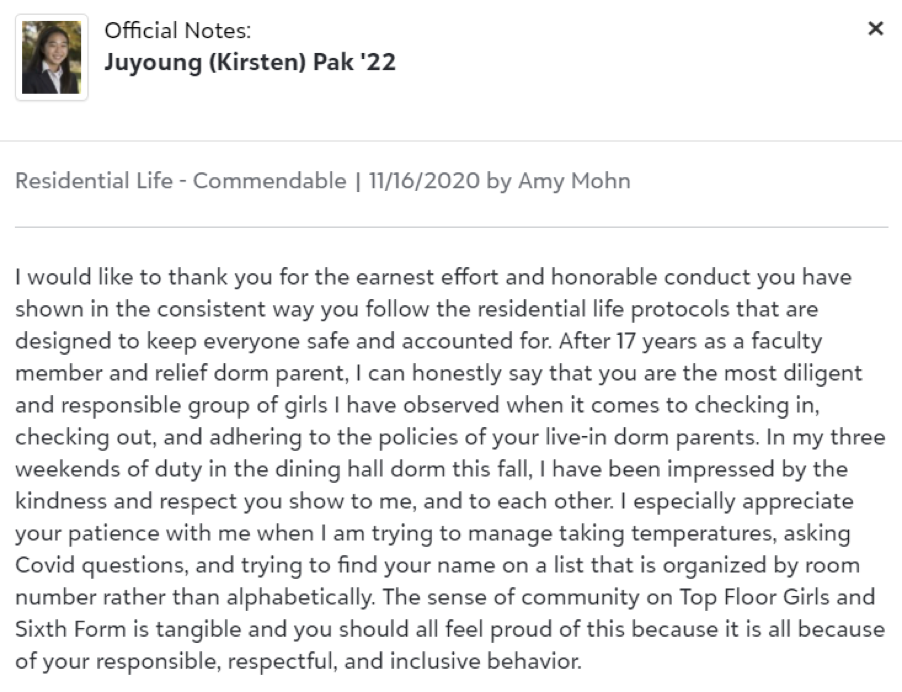 Official Notes:
Juyoung (Kirsten) Pak '22
Residential Life - Commendable | 11/16/2020 by Amy Mohn
I would like to thank you for the earnest effort and honorable conduct you have
shown in the consistent way you follow the residential life protocols that are
designed to keep everyone safe and accounted for. After 17 years as a faculty
member and relief dorm parent, I can honestly say that you are the most diligent
and responsible group of girls I have observed when it comes to checking in,
checking out, and adhering to the policies of your live-in dorm parents. In my three
weekends of duty in the dining hall dorm this fall, I have been impressed by the
kindness and respect you show to me, and to each other. I especially appreciate
your patience with me when I am trying to manage taking temperatures, asking
Covid questions, and trying to find your name on a list that is organized by room
number rather than alphabetically. The sense of community on Top Floor Girls and
Sixth Form is tangible and you should all feel proud of this because it is all because
of your responsible, respectful, and inclusive behavior.